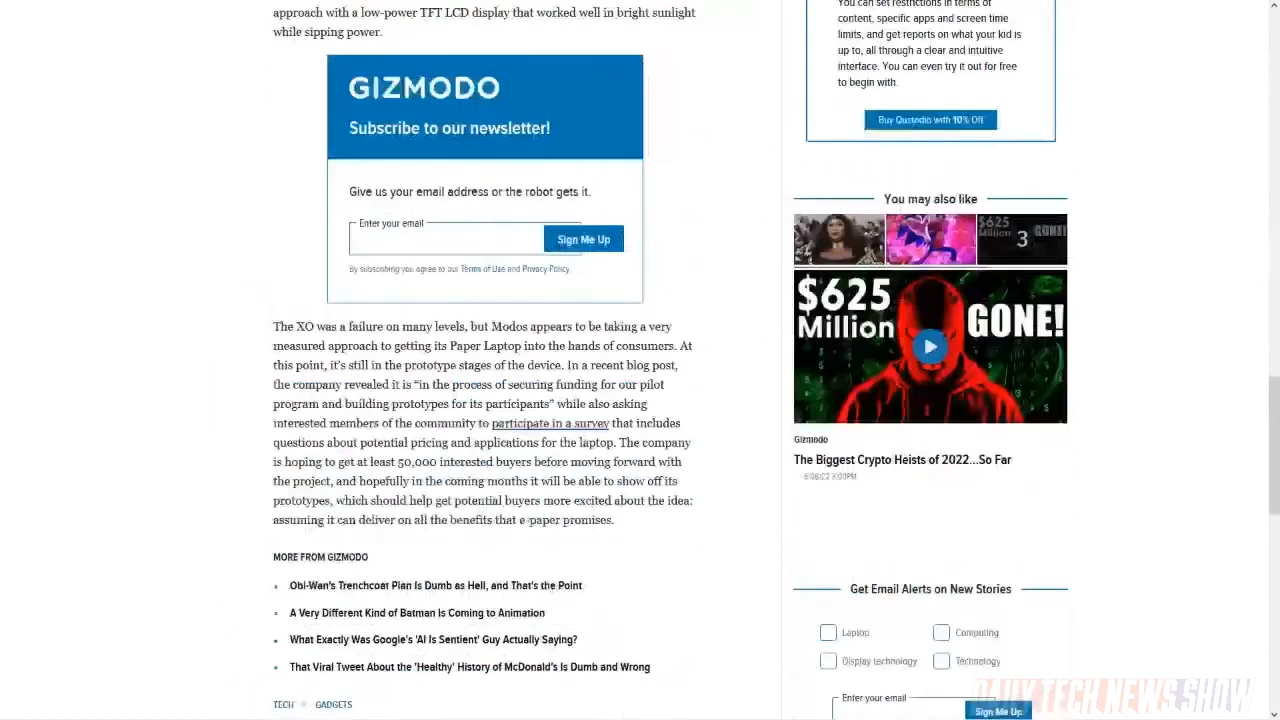 approach with a low-power TFT LCD display that worked well in bright sunlight
while sipping power.
GIZMODO
Subscribe to our newsletter!
Give us your email address or the robot gets it.
Enter your email
Sign Me Up
By subscribing you agree to our Terms of Use and Privacy Policy.
The XO was a failure on many levels, but Modos appears to be taking a very
measured approach to getting its Paper Laptop into the hands of consumers. At
this point, it's still in the prototype stages of the device. In a recent blog post,
the company revealed it is “in the process of securing funding for our pilot
program and building prototypes for its participants” while also asking
interested members of the community to participate in a survey that includes
questions about potential pricing and applications for the laptop. The company
is hoping to get at least 50,000 interested buyers before moving forward with
the project, and hopefully in the coming months it will be able to show off its
prototypes, which should help get potential buyers more excited about the idea:
assuming it can deliver on all the benefits that e-paper promises.
MORE FROM GIZMODO
Obi-Wan's Trenchcoat Plan Is Dumb as Hell, and That's the Point
A Very Different Kind of Batman Is Coming to Animation
What Exactly Was Google's 'AI Is Sentient' Guy Actually Saying?
That Viral Tweet About the 'Healthy' History of McDonald's Is Dumb and Wrong
TECH
GADGETS
You can set restrictions in terms of
content, specific apps and screen time
limits, and get reports on what your kid is
up to, all through a clear and intuitive
interface. You can even try it out for free
to begin with.
Buy Qustodio with 10% Off
You may also like
$625
Million
3
GONE!
$625
Million
GONE!
Gizmodo
The Biggest Crypto Heists of 2022...So Far
Get Email Alerts on New Stories
Laptop
Computing
Display technology
Technology
Enter your email
Sign Me Up
DAILY TECH NEWS SHOW